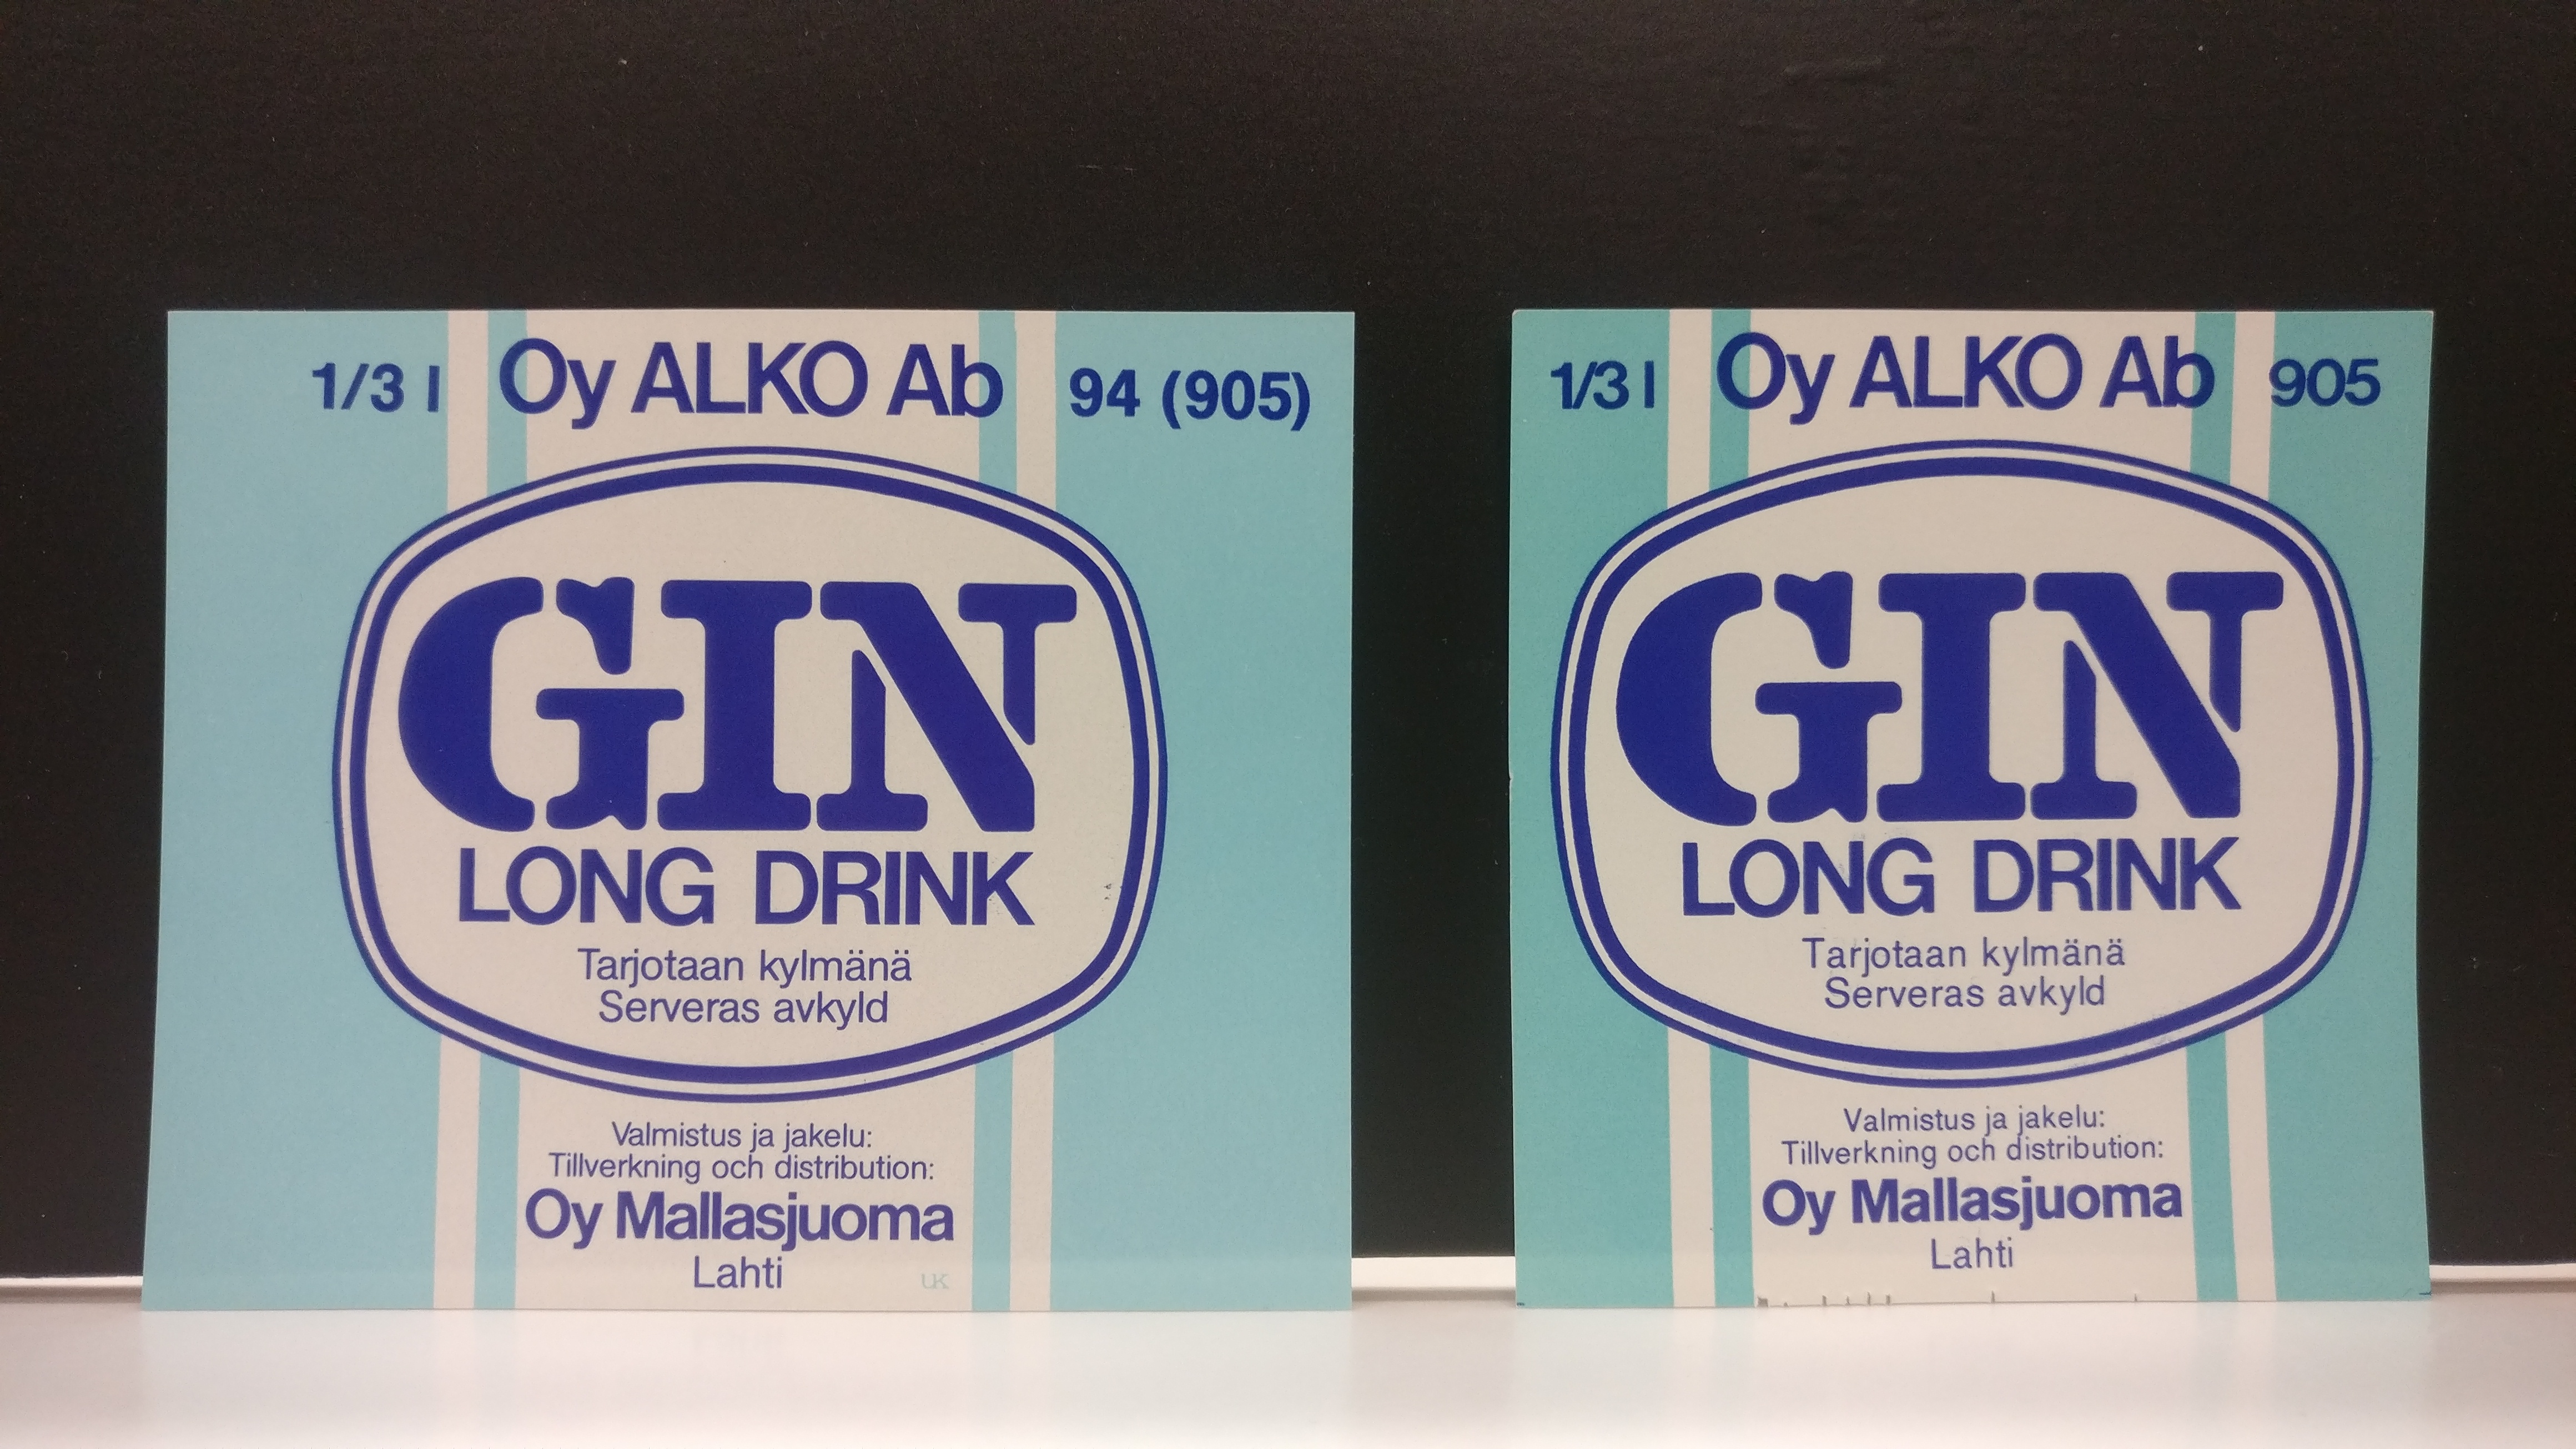 1/3 l Oy ALKO Ab 94 (905)
GIN
LONG DRINK
Tarjotaan kylmänä
Serveras avkyld
Valmistus ja jakelu:
Tillverkning och distribution:
Oy Mallasjuoma
Lahti
UK
1/3 l Oy ALKO Ab 905
GIN
LONG DRINK
Tarjotaan kylmänä
Serveras avkyld
Valmistus ja jakelu:
Tillverkning och distribution:
Oy Mallasjuoma
Lahti